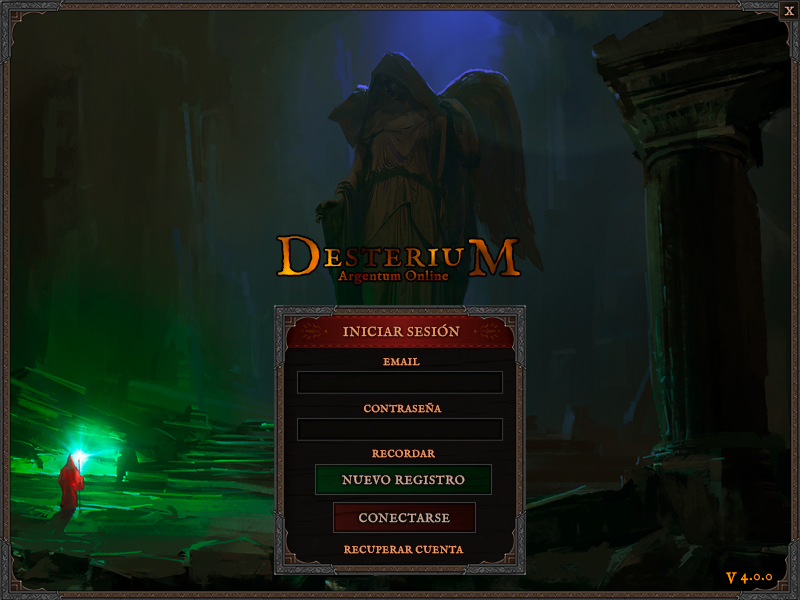 X
DESTERIUM
Argentum Online
INICIAR SESIÓN
EMAIL
CONTRASEÑA
RECORDAR
NUEVO REGISTRO
CONECTARSE
RECUPERAR CUENTA
V 4.0.0